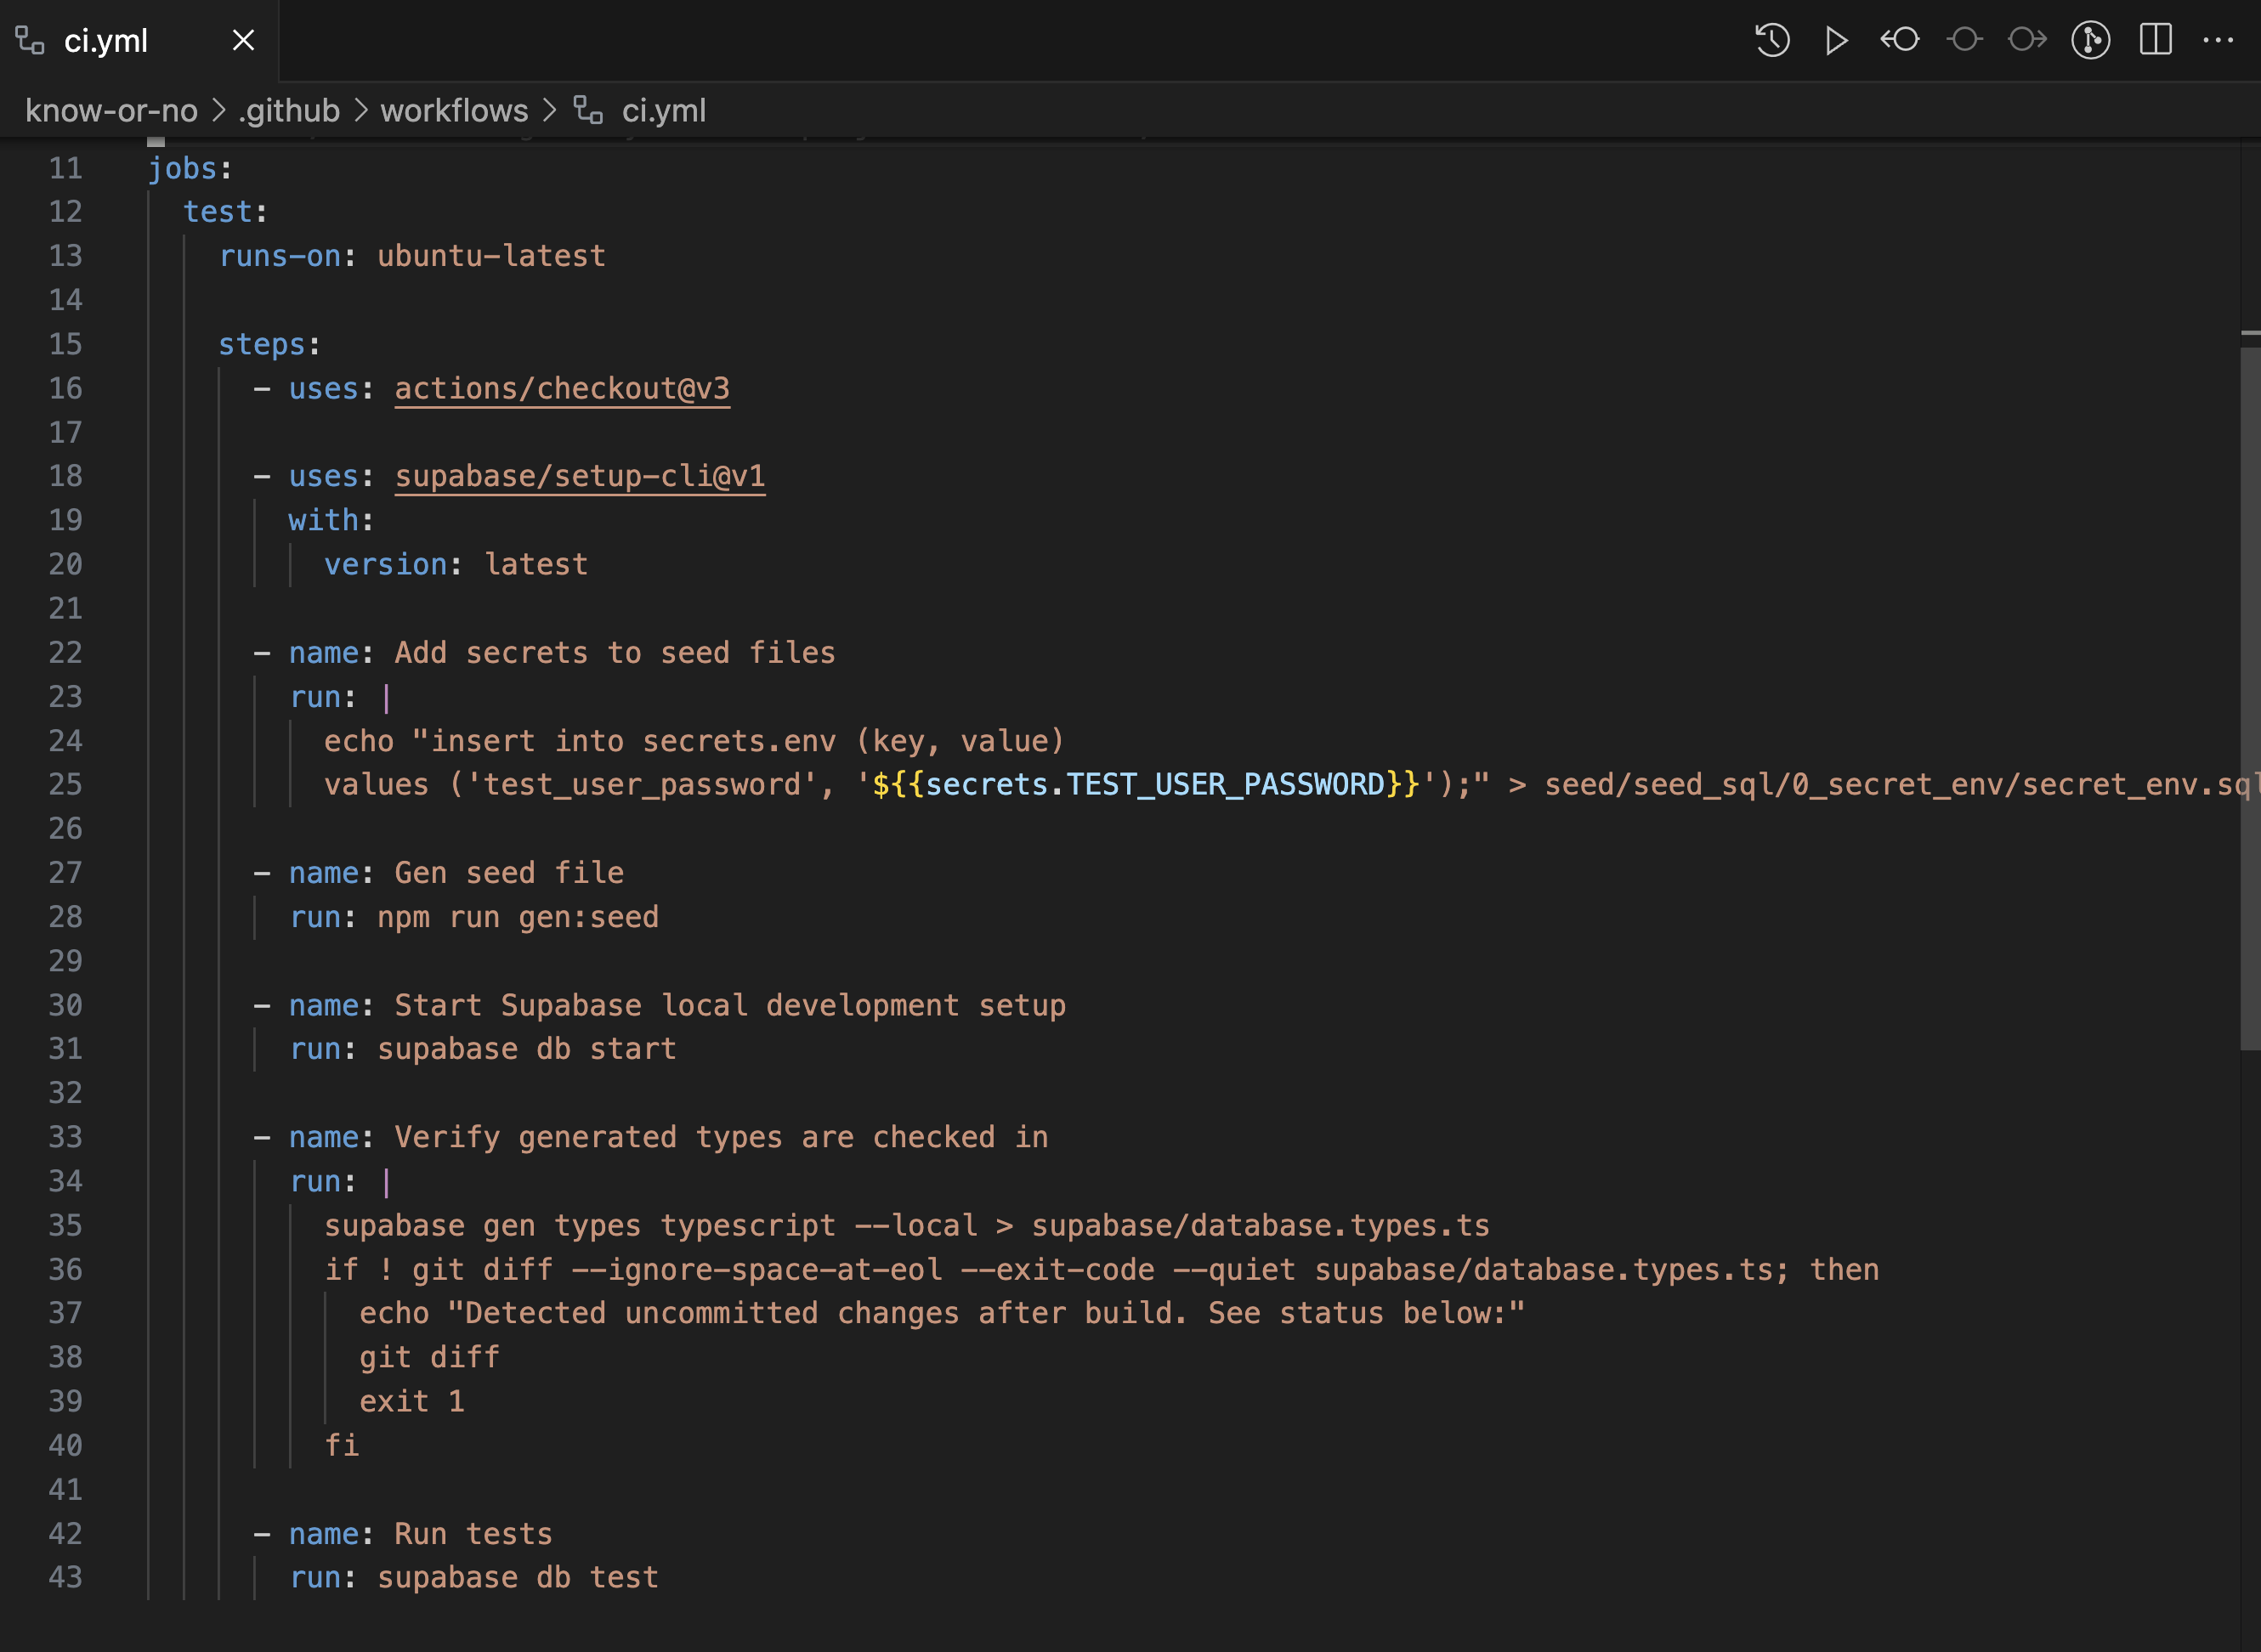 ci.yml
know-or-no > .github > workflows > ci.yml
11 jobs:
12   test:
13     runs-on: ubuntu-latest
14
15     steps:
16       - uses: actions/checkout@v3
17
18       - uses: supabase/setup-cli@v1
19         with:
20           version: latest
21
22       - name: Add secrets to seed files
23         run: |
24           echo "insert into secrets.env (key, value)
25           values ('test_user_password', '${{secrets.TEST_USER_PASSWORD}}');" > seed/seed_sql/0_secret_env/secret_env.sql
26
27       - name: Gen seed file
28         run: npm run gen:seed
29
30       - name: Start Supabase local development setup
31         run: supabase db start
32
33       - name: Verify generated types are checked in
34         run: |
35           supabase gen types typescript --local > supabase/database.types.ts
36           if ! git diff --ignore-space-at-eol --exit-code --quiet supabase/database.types.ts; then
37             echo "Detected uncommitted changes after build. See status below:"
38             git diff
39             exit 1
40           fi
41
42       - name: Run tests
43         run: supabase db test